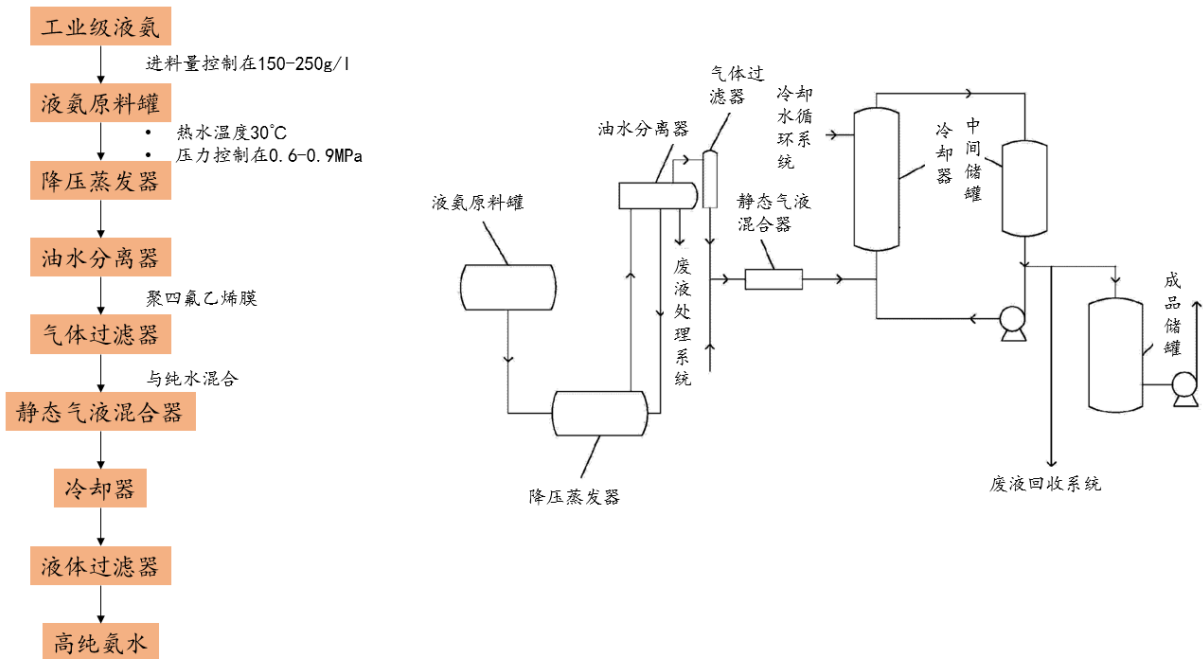 工业级液氨
进料量控制在150-250g/l
液氨原料罐
• 热水温度30℃
• 压力控制在0.6-0.9MPa
降压蒸发器
油水分离器
聚四氟乙烯膜
气体过滤器
与纯水混合
静态气液混合器
冷却器
液体过滤器
高纯氨水
液氨原料罐
降压蒸发器
油水分离器
气体过
滤器
废液处理系统
静态气液
混合器
冷却
水循
环系
统
冷却器
中间储罐
成品储罐
废液回收系统